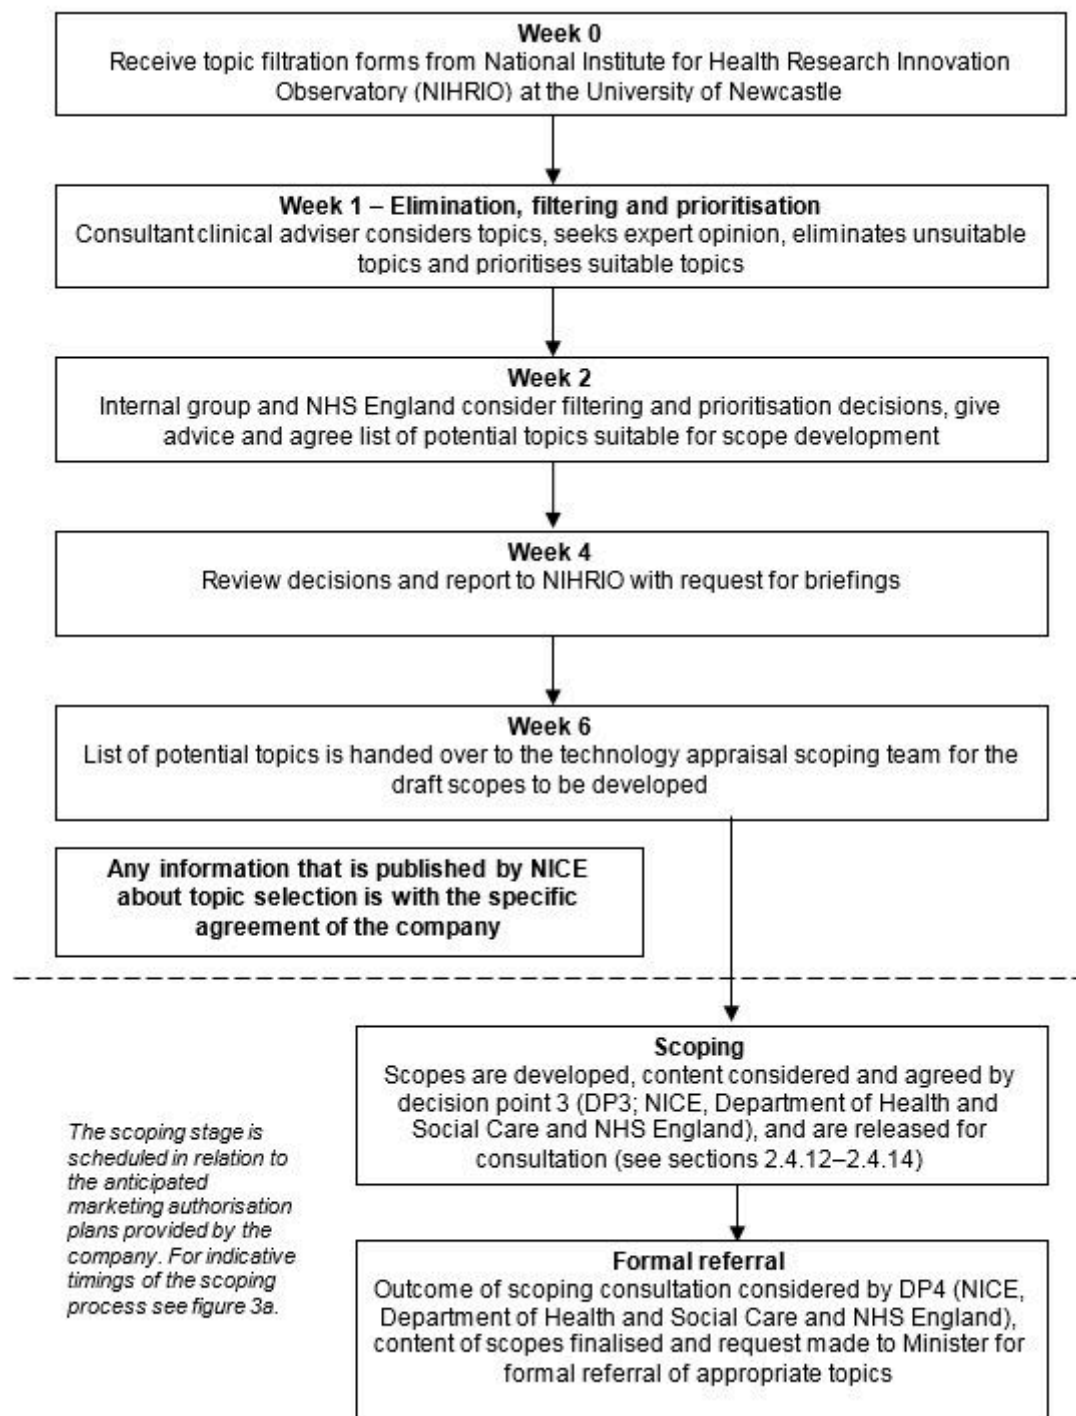 Week 0
Receive topic filtration forms from National Institute for Health Research Innovation
Observatory (NIHRIO) at the University of Newcastle
Week 1 – Elimination, filtering and prioritisation
Consultant clinical adviser considers topics, seeks expert opinion, eliminates unsuitable
topics and prioritises suitable topics
Week 2
Internal group and NHS England consider filtering and prioritisation decisions, give
advice and agree list of potential topics suitable for scope development
Week 4
Review decisions and report to NIHRIO with request for briefings
Week 6
List of potential topics is handed over to the technology appraisal scoping team for the
draft scopes to be developed
Any information that is published by NICE
about topic selection is with the specific
agreement of the company
Scoping
Scopes are developed, content considered and agreed by
decision point 3 (DP3; NICE, Department of Health and
Social Care and NHS England), and are released for
consultation (see sections 2.4.12–2.4.14)
The scoping stage is
scheduled in relation to
the anticipated
marketing authorisation
plans provided by the
company. For indicative
timings of the scoping
process see figure 3a.
Formal referral
Outcome of scoping consultation considered by DP4 (NICE,
Department of Health and Social Care and NHS England),
content of scopes finalised and request made to Minister for
formal referral of appropriate topics